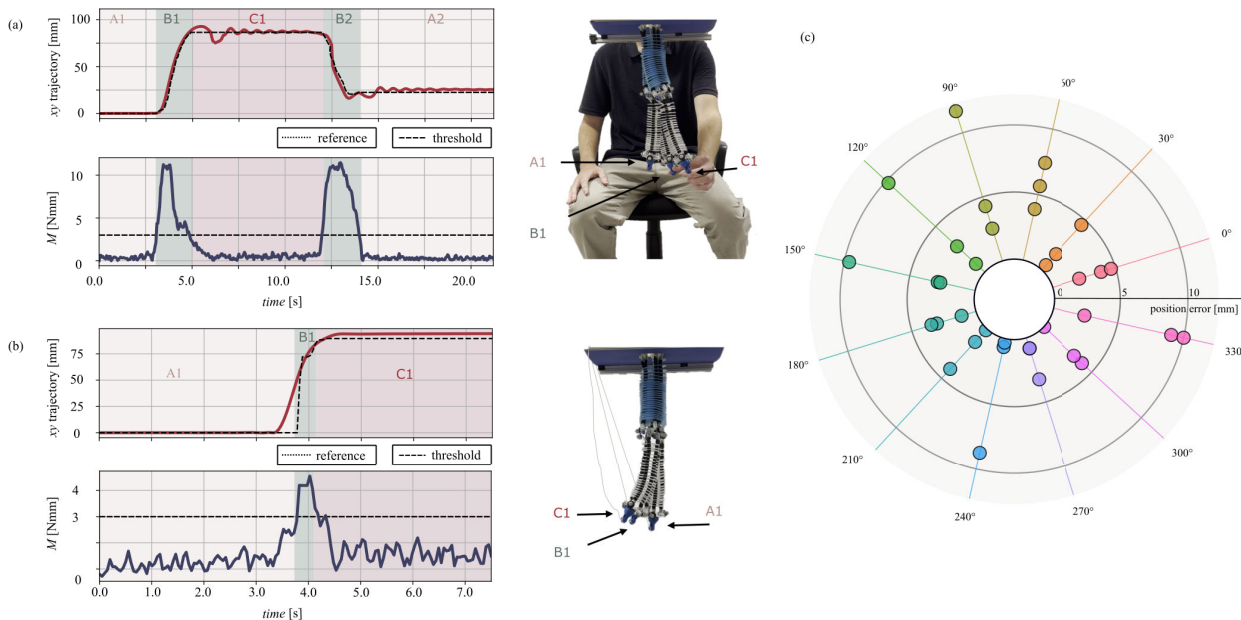 (a)
A1
B1
C1
B2
A2
xy trajectory [mm]
100
75
50
25
0
reference
threshold
M [Nmm]
10
5
3
0
0.0
5.0
10.0
15.0
20.0
time [s]
A1
B1
C1
(b)
B1
A1
C1
xy trajectory [mm]
75
50
25
0
reference
threshold
M [Nmm]
4
3
2
0
0.0
1.0
2.0
3.0
4.0
5.0
6.0
7.0
time [s]
C1
B1
A1
(c)
90°
60°
30°
120°
0°
150°
0
5
10
position error [mm]
330°
180°
300°
210°
240°
270°